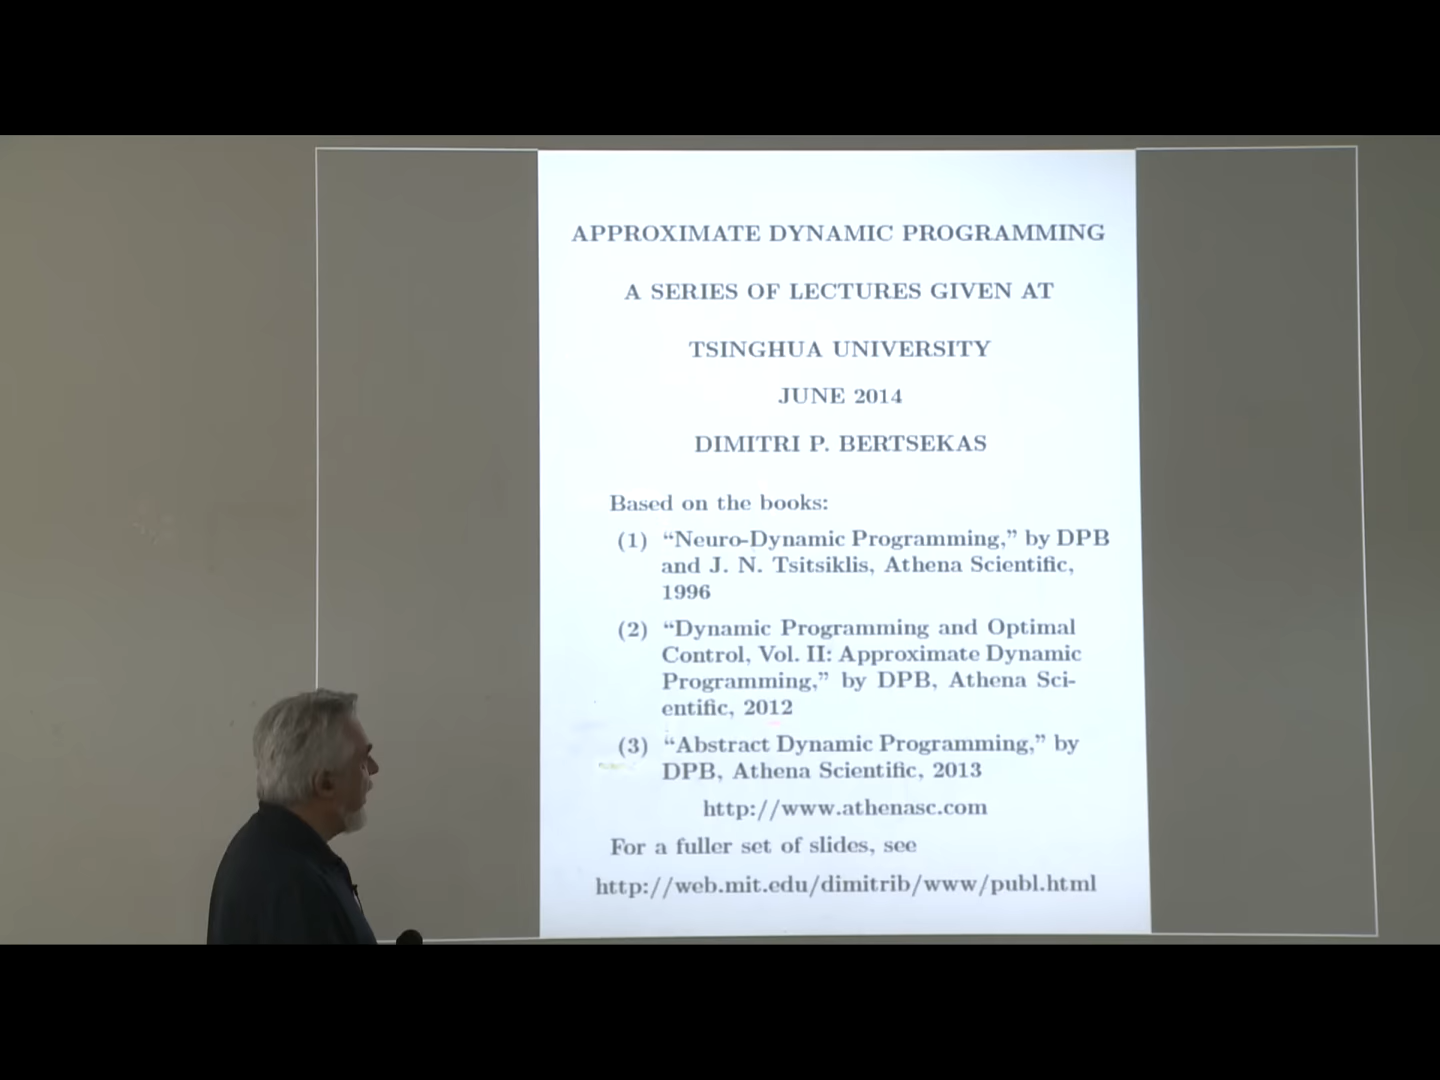 APPROXIMATE DYNAMIC PROGRAMMING
A SERIES OF LECTURES GIVEN AT
TSINGHUA UNIVERSITY
JUNE 2014
DIMITRI P. BERTSEKAS
Based on the books:
(1) “Neuro-Dynamic Programming,” by DPB
and J. N. Tsitsiklis, Athena Scientific,
1996
(2) “Dynamic Programming and Optimal
Control, Vol. II: Approximate Dynamic
Programming,” by DPB, Athena Sci-
entific, 2012
(3) “Abstract Dynamic Programming,” by
DPB, Athena Scientific, 2013
http://www.athenasc.com
For a fuller set of slides, see
http://web.mit.edu/dimitrib/www/publ.html